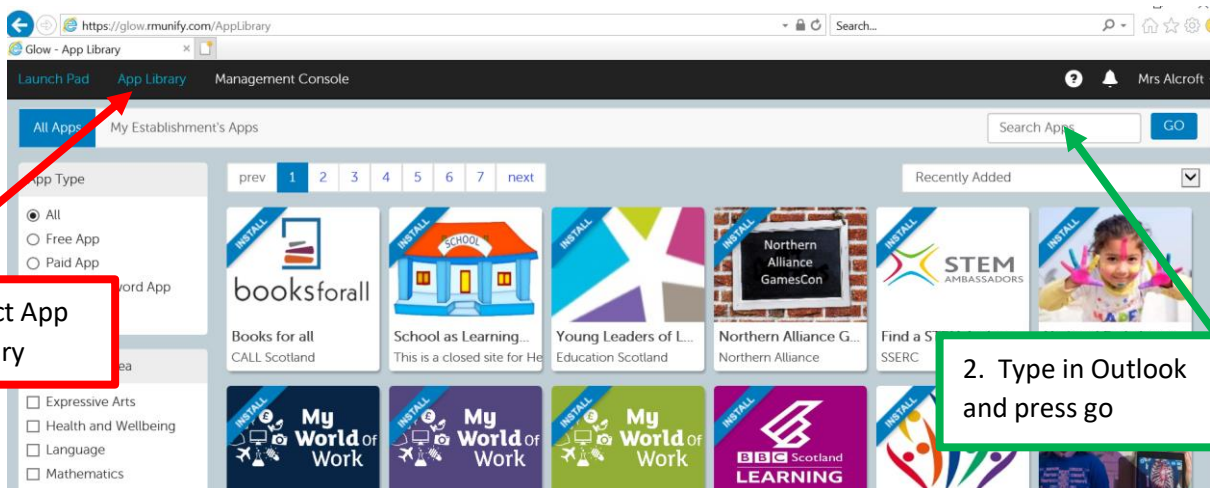 https://glow.rmunify.com/AppLibrary
Search...
Glow - App Library
Launch Pad App Library Management Console
Mrs Alcroft
All Apps My Establishment's Apps
Search Apps GO
App Type
prev 1 2 3 4 5 6 7 next
Recently Added
All
Free App
Paid App
word App
ct App
ry
ea
Expressive Arts
Health and Wellbeing
Language
Mathematics
INSTALL
booksforall
Books for all
CALL Scotland
INSTALL
SCHOOL
School as Learning...
This is a closed site for He
INSTALL
Young Leaders of L...
Education Scotland
INSTALL
Northern
Alliance
GamesCon
Northern Alliance G...
Northern Alliance
INSTALL
STEM
AMBASSADORS
Find a S
SSERC
INSTALL
2. Type in Outlook
and press go
INSTALL
My
World of
Work
INSTALL
My
World of
Work
INSTALL
My
World of
Work
INSTALL
BBC Scotland
LEARNING
INSTALL